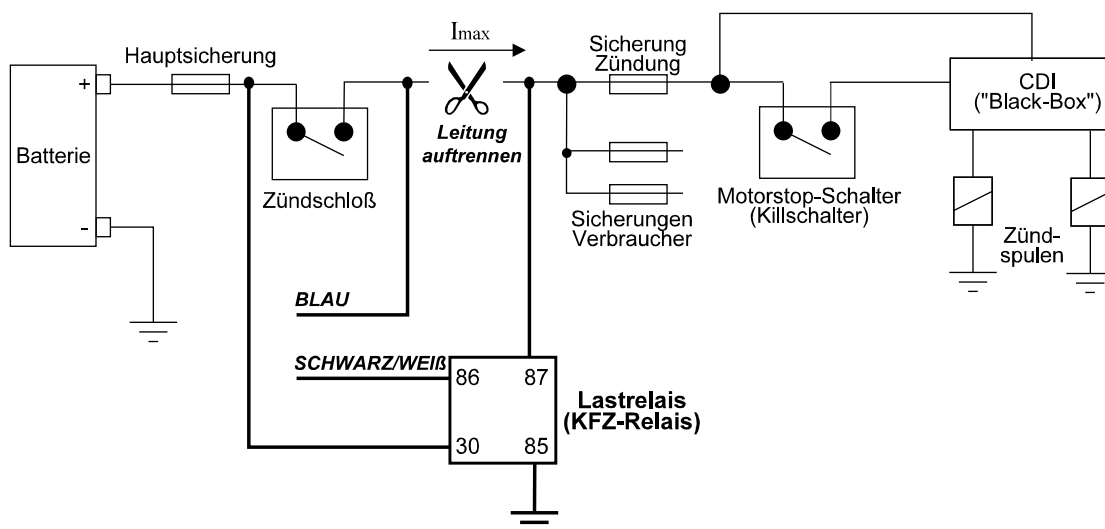 Hauptsicherung
Imax
Sicherung
Zündung
+
Batterie
-
Leitung
auftrennen
Zündschloß
CDI
("Black-Box")
Motorstop-Schalter
(Killschalter)
Sicherungen
Verbraucher
Zünd-
spulen
BLAU
SCHWARZ/WEIß
86 87
30 85
Lastrelais
(KFZ-Relais)